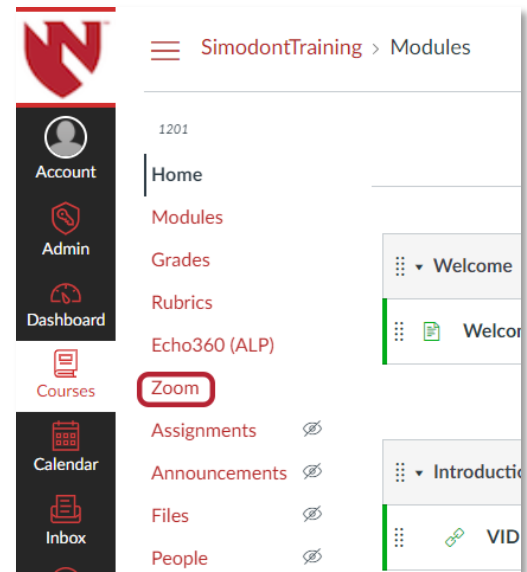 N
SimodontTraining > Modules
1201
Account
Admin
Dashboard
Courses
Calendar
Inbox
Home
Modules
Grades
Rubrics
Echo360 (ALP)
Zoom
Assignments
Announcements
Files
People
Welcome
Welcor
Introductio
VID